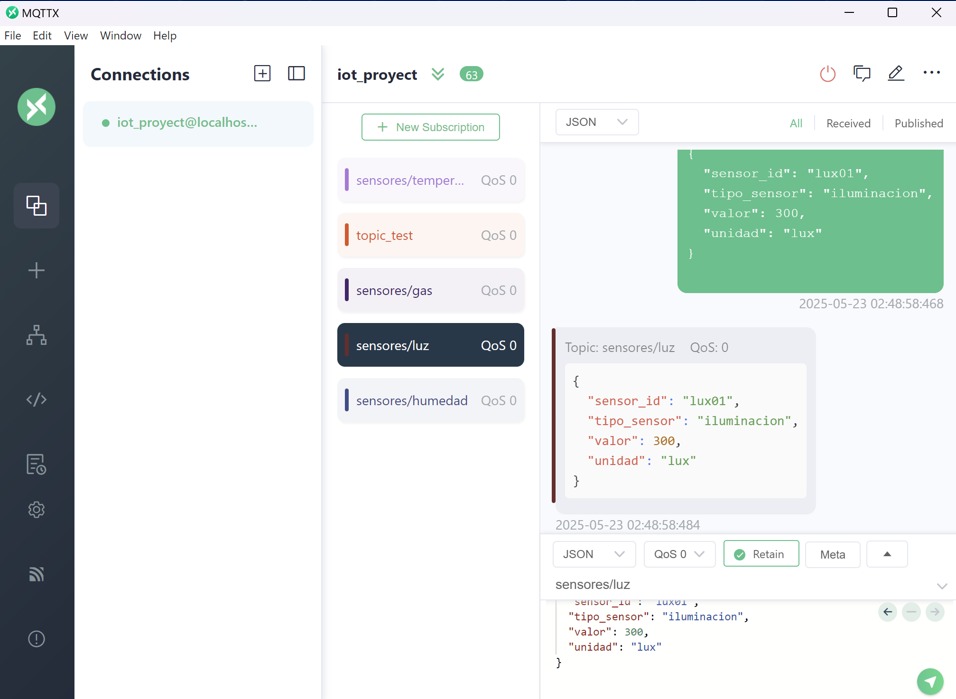 MQTTX
File Edit View Window Help
Connections
iot_proyect@localhos...
iot_proyect 63
New Subscription
sensores/temper... QoS 0
topic_test QoS 0
sensores/gas QoS 0
sensores/luz QoS 0
sensores/humedad QoS 0
JSON All Received Published
{
"sensor_id": "lux01",
"tipo_sensor": "iluminacion",
"valor": 300,
"unidad": "lux"
}
2025-05-23 02:48:58:468
Topic: sensores/luz QoS: 0
{
"sensor_id": "lux01",
"tipo_sensor": "iluminacion",
"valor": 300,
"unidad": "lux"
}
2025-05-23 02:48:58:484
JSON QoS 0 Retain Meta
sensores/luz
"sensor_id": "lux01",
"tipo_sensor": "iluminacion",
"valor": 300,
"unidad": "lux"
}